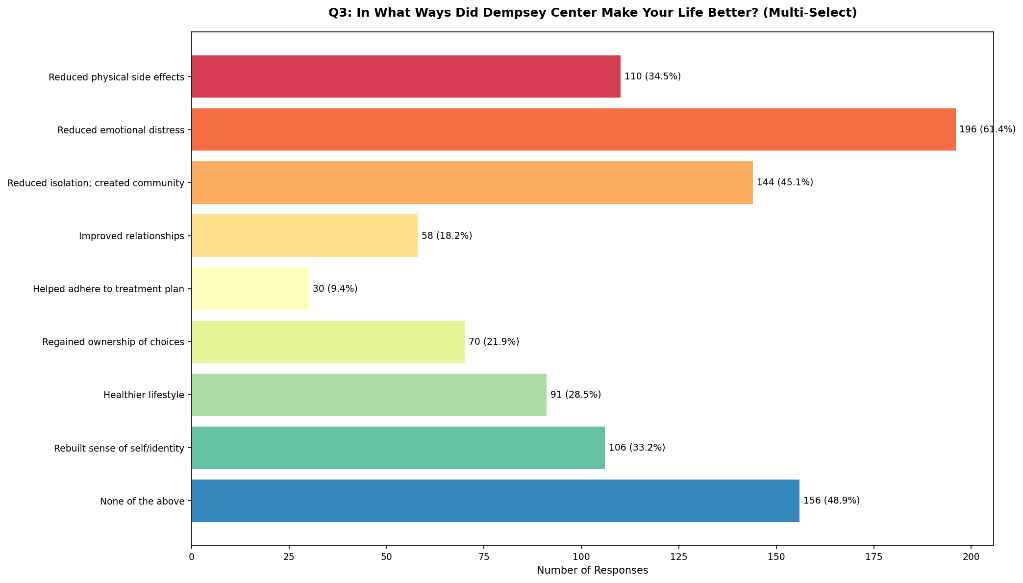 Q3: In What Ways Did Dempsey Center Make Your Life Better? (Multi-Select)
Reduced physical side effects 110 (34.5%)
Reduced emotional distress 196 (61.4%)
Reduced isolation; created community 144 (45.1%)
Improved relationships 58 (18.2%)
Helped adhere to treatment plan 30 (9.4%)
Regained ownership of choices 70 (21.9%)
Healthier lifestyle 91 (28.5%)
Rebuilt sense of self/identity 106 (33.2%)
None of the above 156 (48.9%)
0 25 50 75 100 125 150 175 200
Number of Responses